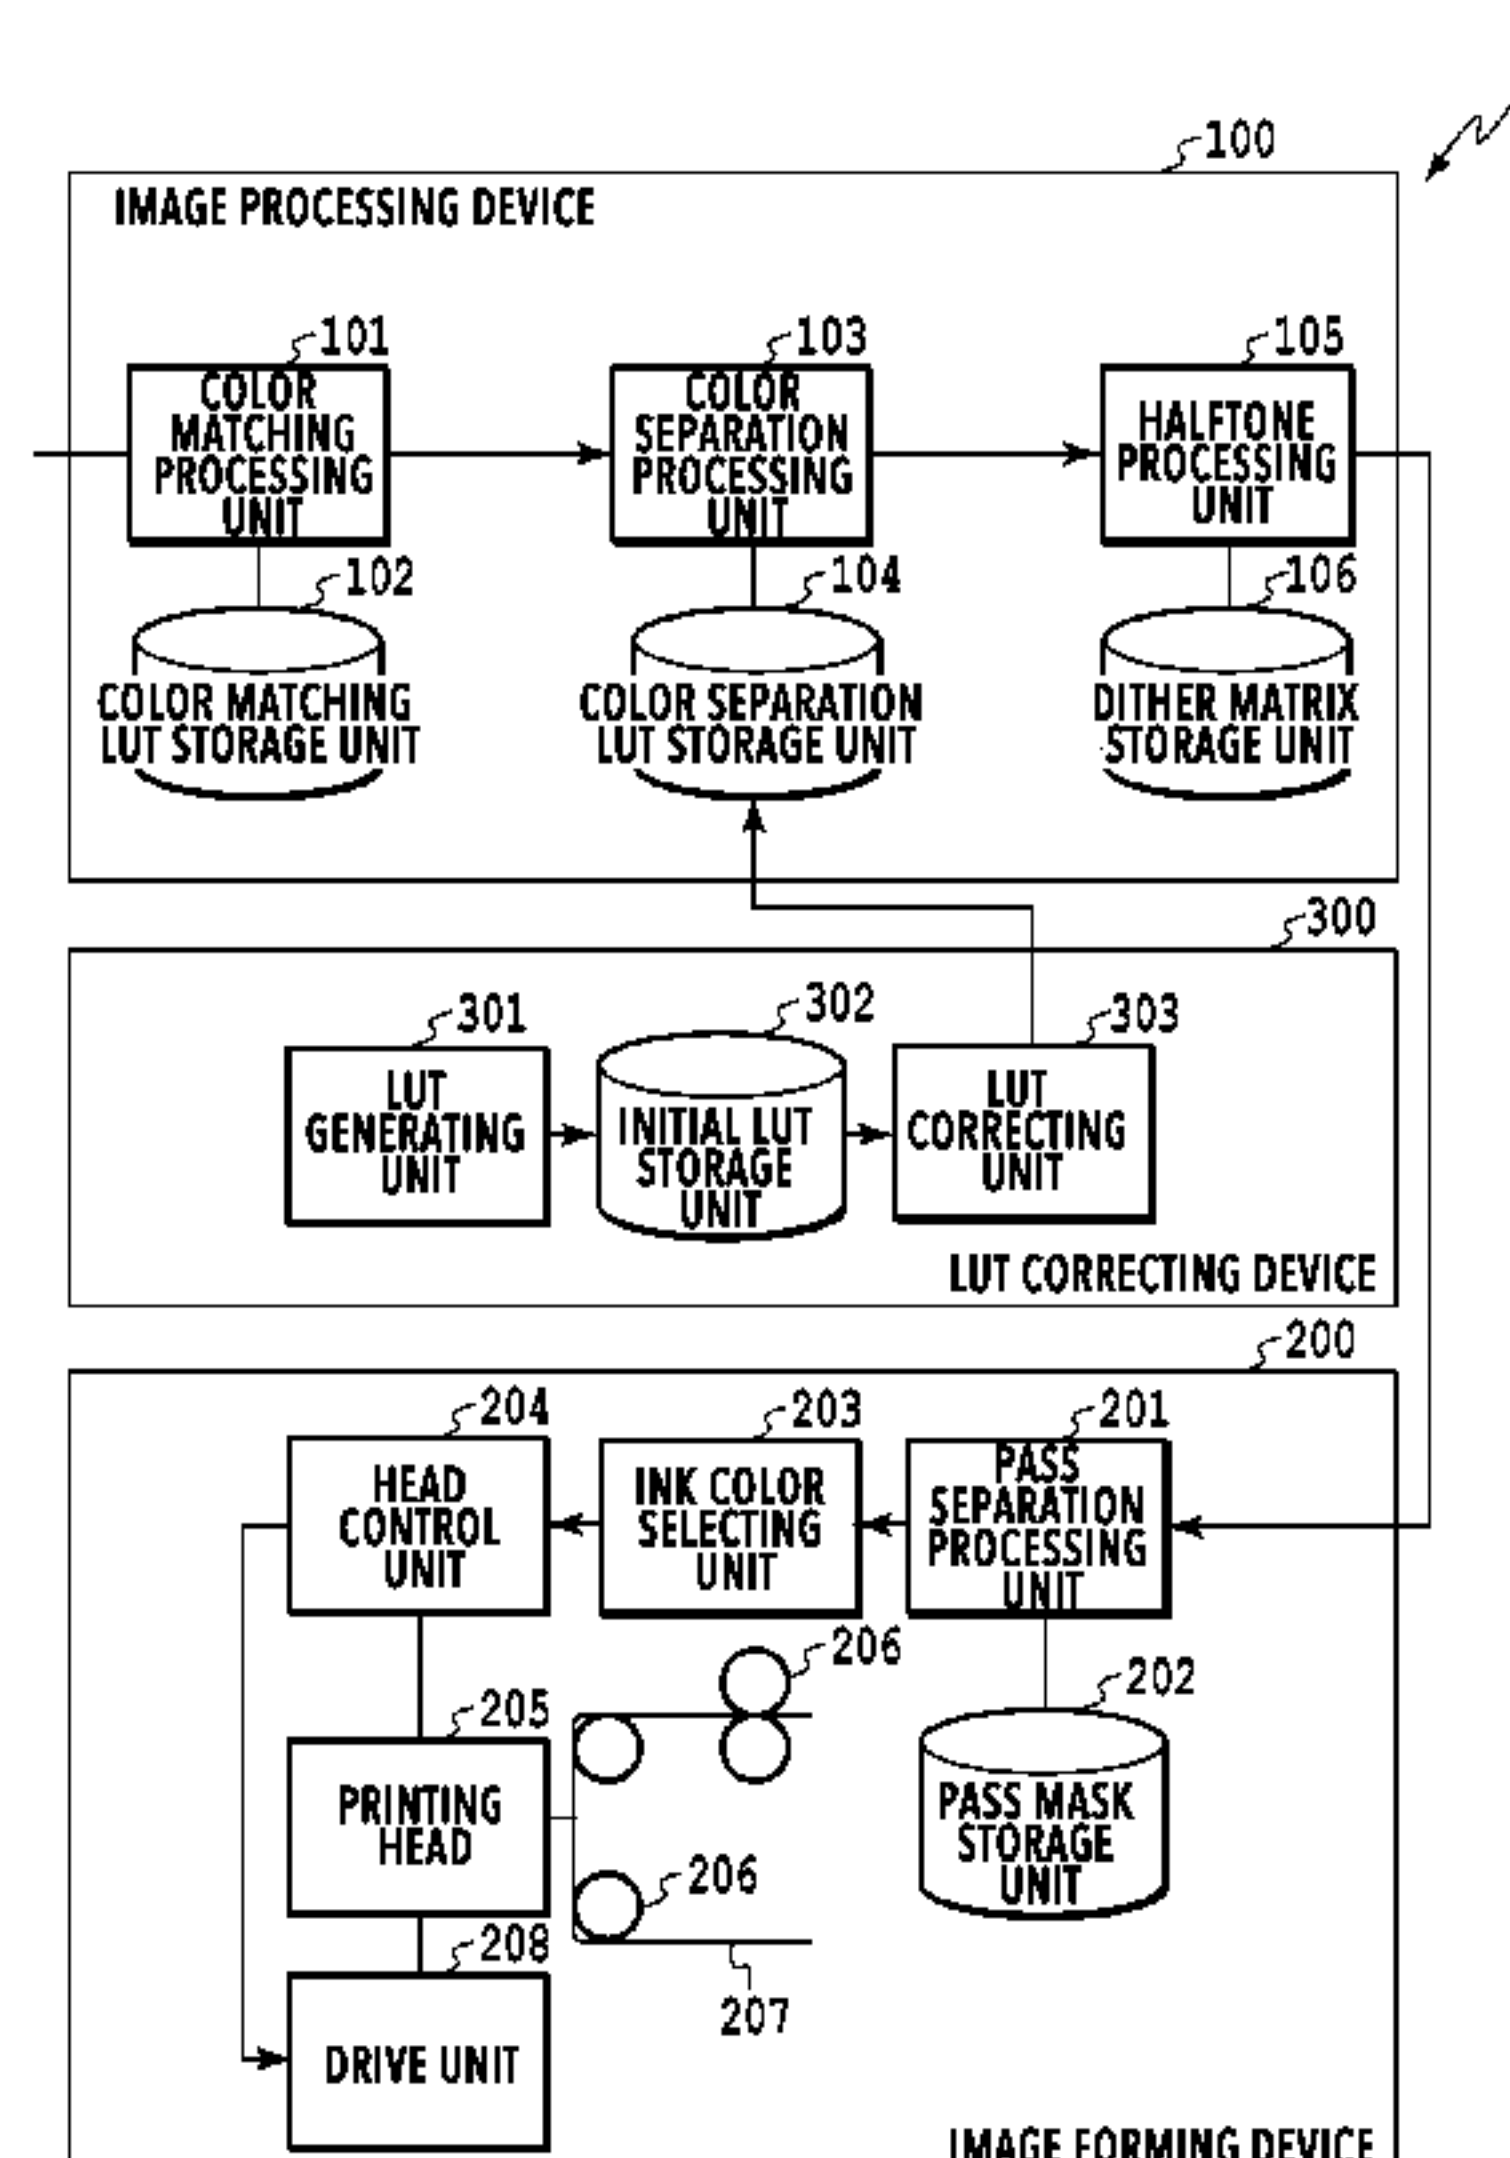 100
IMAGE PROCESSING DEVICE
101
103
105
COLOR
MATCHING
PROCESSING
UNIT
COLOR
SEPARATION
PROCESSING
UNIT
HALFTONE
PROCESSING
UNIT
102
104
106
COLOR MATCHING
LUT STORAGE UNIT
COLOR SEPARATION
LUT STORAGE UNIT
DITHER MATRIX
STORAGE UNIT
300
301
302
303
LUT
GENERATING
UNIT
INITIAL LUT
STORAGE
UNIT
LUT
CORRECTING
UNIT
LUT CORRECTING DEVICE
200
204
203
201
HEAD
CONTROL
UNIT
INK COLOR
SELECTING
UNIT
PASS
SEPARATION
PROCESSING
UNIT
206
202
205
PRINTING
HEAD
PASS MASK
STORAGE
UNIT
206
208
207
DRIVE UNIT
IMAGE FORMING DEVICE